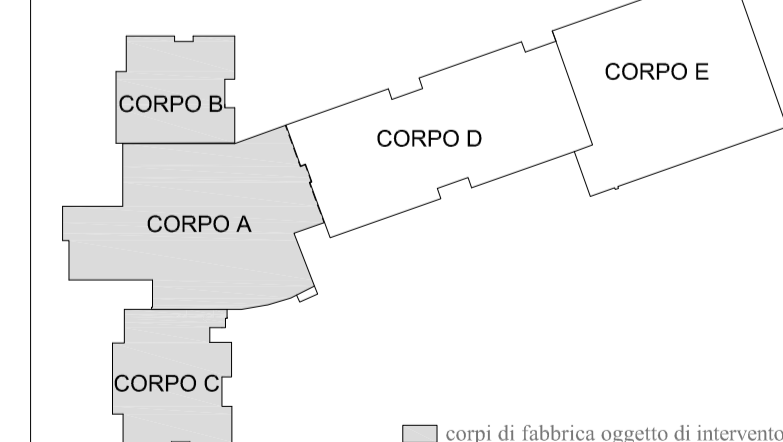 CORPO E
CORPO B
CORPO D
CORPO A
CORPO C
corpi di fabbrica oggetto di intervento